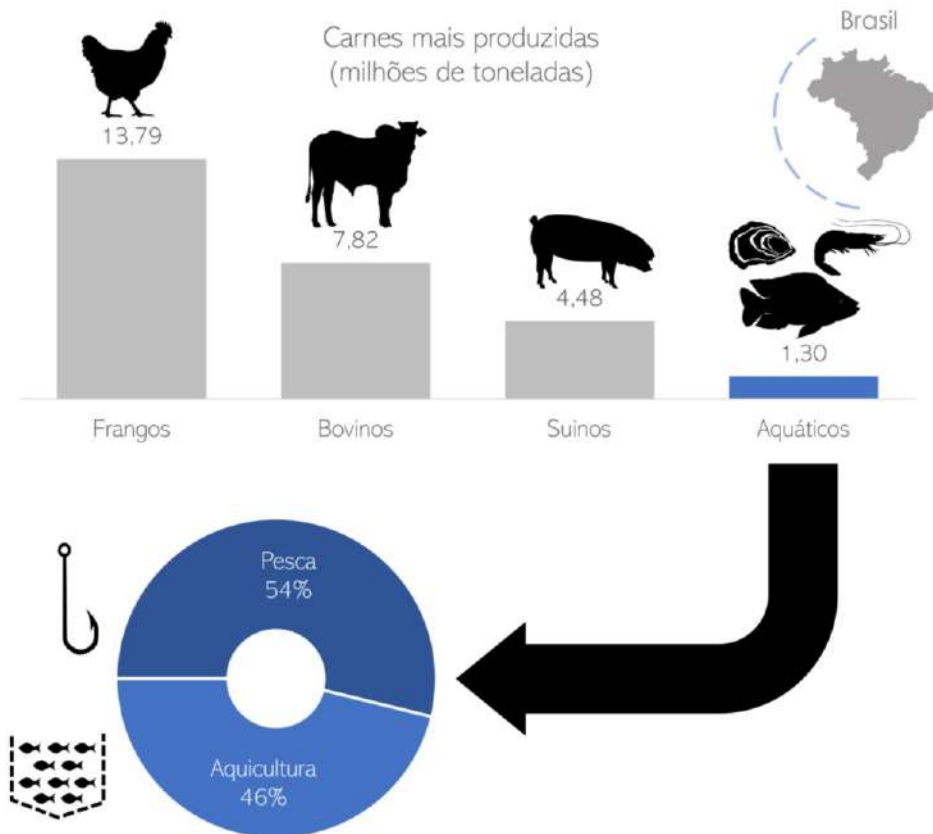 Carnes mais produzidas
(milhões de toneladas)
Brasil
13,79
7,82
4,48
1,30
Frangos
Bovinos
Suinos
Aquáticos
Pesca
54%
Aquicultura
46%